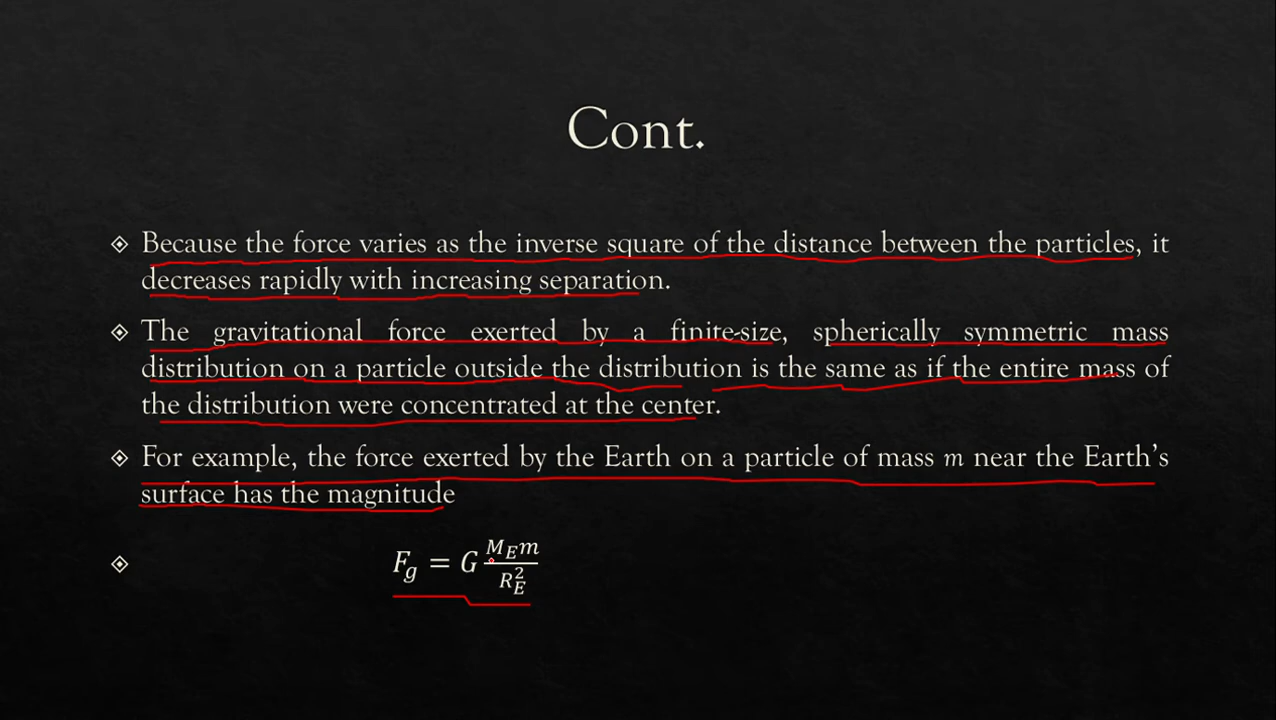 Cont.
Because the force varies as the inverse square of the distance between the particles, it
decreases rapidly with increasing separation.
The gravitational force exerted by a finite-size, spherically symmetric mass
distribution on a particle outside the distribution is the same as if the entire mass of
the distribution were concentrated at the center.
For example, the force exerted by the Earth on a particle of mass m near the Earth's
surface has the magnitude
F_g = G \frac{M_E m}{R_E^2}